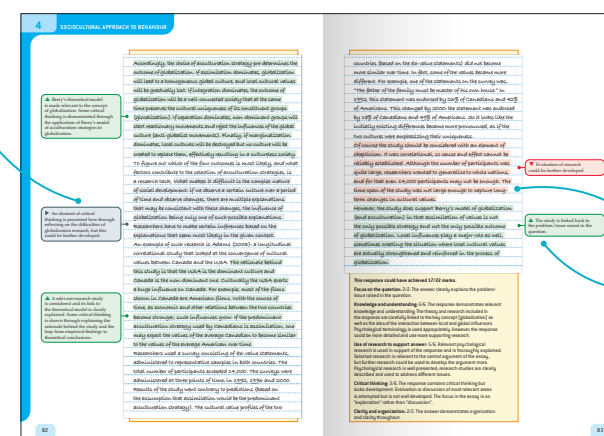 4
SOCIOCULTURAL APPROACH TO BEHAVIOUR
Accordingly, the choice of acculturation strategy pre-determines the
outcome of globalization. If assimilation dominates, globalization
will lead to a homogeneous global culture, and local cultural values
will be gradually lost. If integration dominates, the outcome of
globalization will be a well-connected society that at the same
time preserves the cultural uniqueness of its constituent groups
(glocalization). If separation dominates, non-dominant groups will
start reactionary movements and reject the influences of the global
culture (anti-globalist movements). Finally, if marginalization
dominates, local cultures will be destroyed but no culture will be
created to replace them, effectively resulting in a cultureless society.
To figure out which of the four outcomes is most likely, and what
factors contribute to the selection of acculturation strategies, is
a research task. What makes it difficult is the complex nature
of social development: if we observe a certain culture over a period
of time and observe changes, there are multiple explanations
that may be consistent with these changes, the influence of
globalization being only one of such possible explanations.
Researchers have to make certain inferences based on the
explanations that seem most likely in the given context.
An example of such research is Adams (2003): a longitudinal
correlational study that looked at the convergence of cultural
values between Canada and the USA. The rationale behind
this study is that the USA is the dominant culture and
Canada is the non-dominant one. Culturally the USA exerts
a huge influence on Canada. For example, most of the films
shown in Canada are American films. With the course of
time, as economic and other relations between the two countries
become stronger, such influences grow. If the predominant
acculturation strategy used by Canadians is assimilation, one
may expect the values of the average Canadian to become similar
to the values of the average American over time.
Researchers used a survey consisting of 86 value statements,
administered to representative samples in both countries. The
total number of participants exceeded 14,000. The surveys were
administered at three points of time in 1992, 1996 and 2000.
Results of the study went contrary to predictions (based on
the assumption that assimilation would be the predominant
acculturation strategy). The cultural value profiles of the two
▲ Berry's theoretical model
is made relevant to the concept
of globalization. Some critical
thinking is demonstrated through
the application of Berry's model
of acculturation strategies to
globalization.
► An element of critical
thinking is presented here through
reflecting on the difficulties of
globalization research, but this
could be further developed.
▲ A relevant research study
is considered and its link to
the theoretical model is clearly
explained. Some critical thinking
is shown through explaining the
rationale behind the study and the
leap from empirical findings to
theoretical conclusions.
82
countries (based on the 86 value statements) did not become
more similar over time. In fact, some of the values became more
different. For example, one of the statements on the survey was,
"The father of the family must be master of his own house." In
1992, this statement was endorsed by 26% of Canadians and 42%
of Americans. This changed by 2000: the statement was endorsed
by 18% of Canadians and 49% of Americans. So it looks like the
initially existing differences became more pronounced, as if the
two cultures were emphasizing their uniqueness.
Of course the study should be considered with an element of
skepticism. It was correlational, so cause and effect cannot be
reliably established. Although the number of participants was
quite large, researchers wanted to generalize to whole nations,
and for that even 14,000 participants may not be enough. The
time span of the study was not large enough to capture long-
term changes in cultural values.
However, the study does support Berry's model of globalization
(and acculturation) in that assimilation of values is not
the only possible strategy and not the only possible outcome
of globalization. Local influences play a major role as well,
sometimes creating the situation where local cultural values
are actually strengthened and reinforced in the process of
globalization.
▼ Evaluation of research
could be further developed.
▲ The study is linked back to
the problem/issue raised in the
question.
This response could have achieved 17/22 marks.
Focus on the question: 2/2. The answer clearly explains the problem/
issue raised in the question.
Knowledge and understanding: 5/6. The response demonstrates relevant
knowledge and understanding. The theory and research included in
the response are carefully linked to the key concept (globalization) as
well as the idea of the interaction between local and global influences.
Psychological terminology is used appropriately. However, the response
could be more detailed and use more supporting research.
Use of research to support answer: 5/6. Relevant psychological
research is used in support of the response and is thoroughly explained.
Selected research is relevant to the central argument of the essay,
but further research could be used to develop the argument more.
Psychological research is well presented, research studies are clearly
described and used to address different issues.
Critical thinking: 3/6. The response contains critical thinking but
lacks development. Evaluation or discussion of most relevant areas
is attempted but is not well developed. The focus in the essay is on
"explanation" rather than "discussion".
Clarity and organization: 2/2. The answer demonstrates organization
and clarity throughout.
83